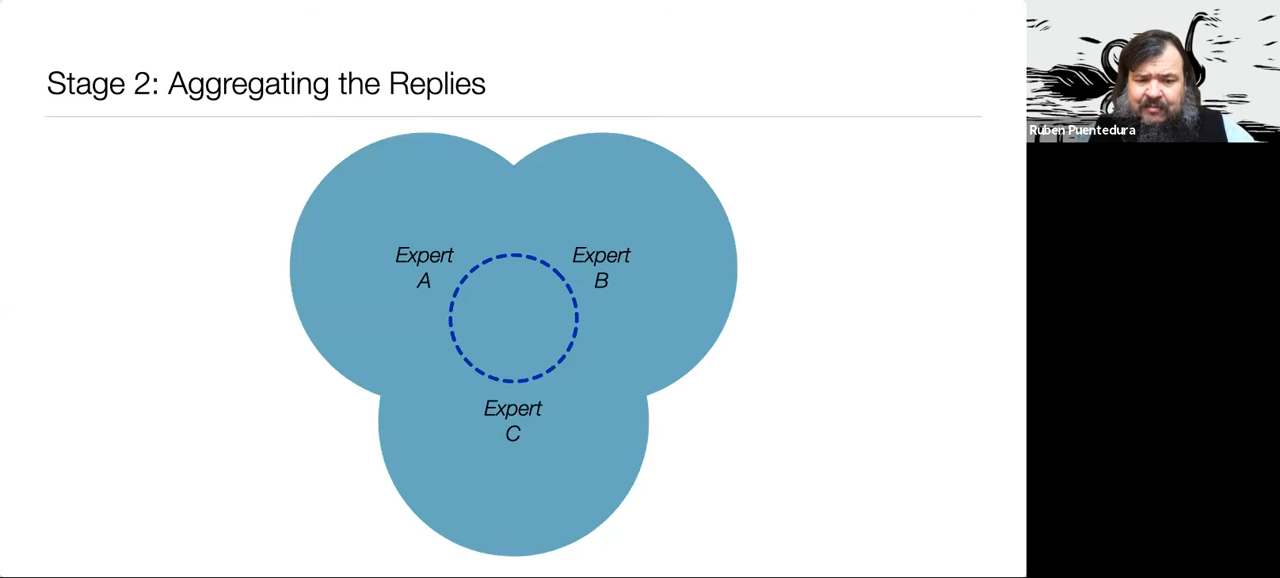 Stage 2: Aggregating the Replies
Ruben Puentedura
Expert
A
Expert
B
Expert
C